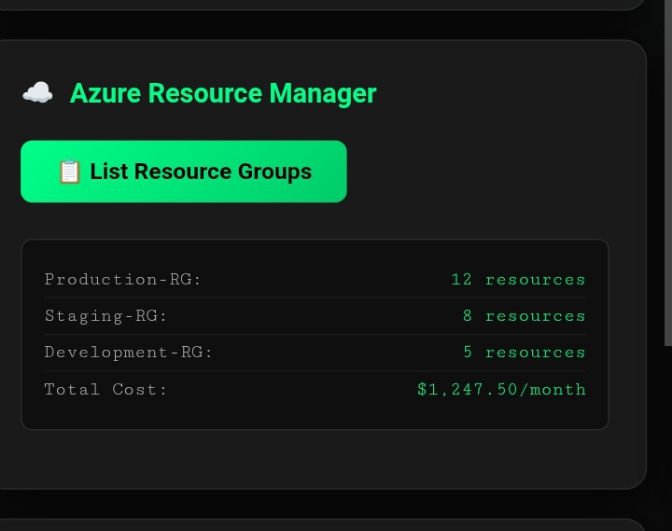 Azure Resource Manager
List Resource Groups
Production-RG: 12 resources
Staging-RG: 8 resources
Development-RG: 5 resources
Total Cost: $1,247.50/month